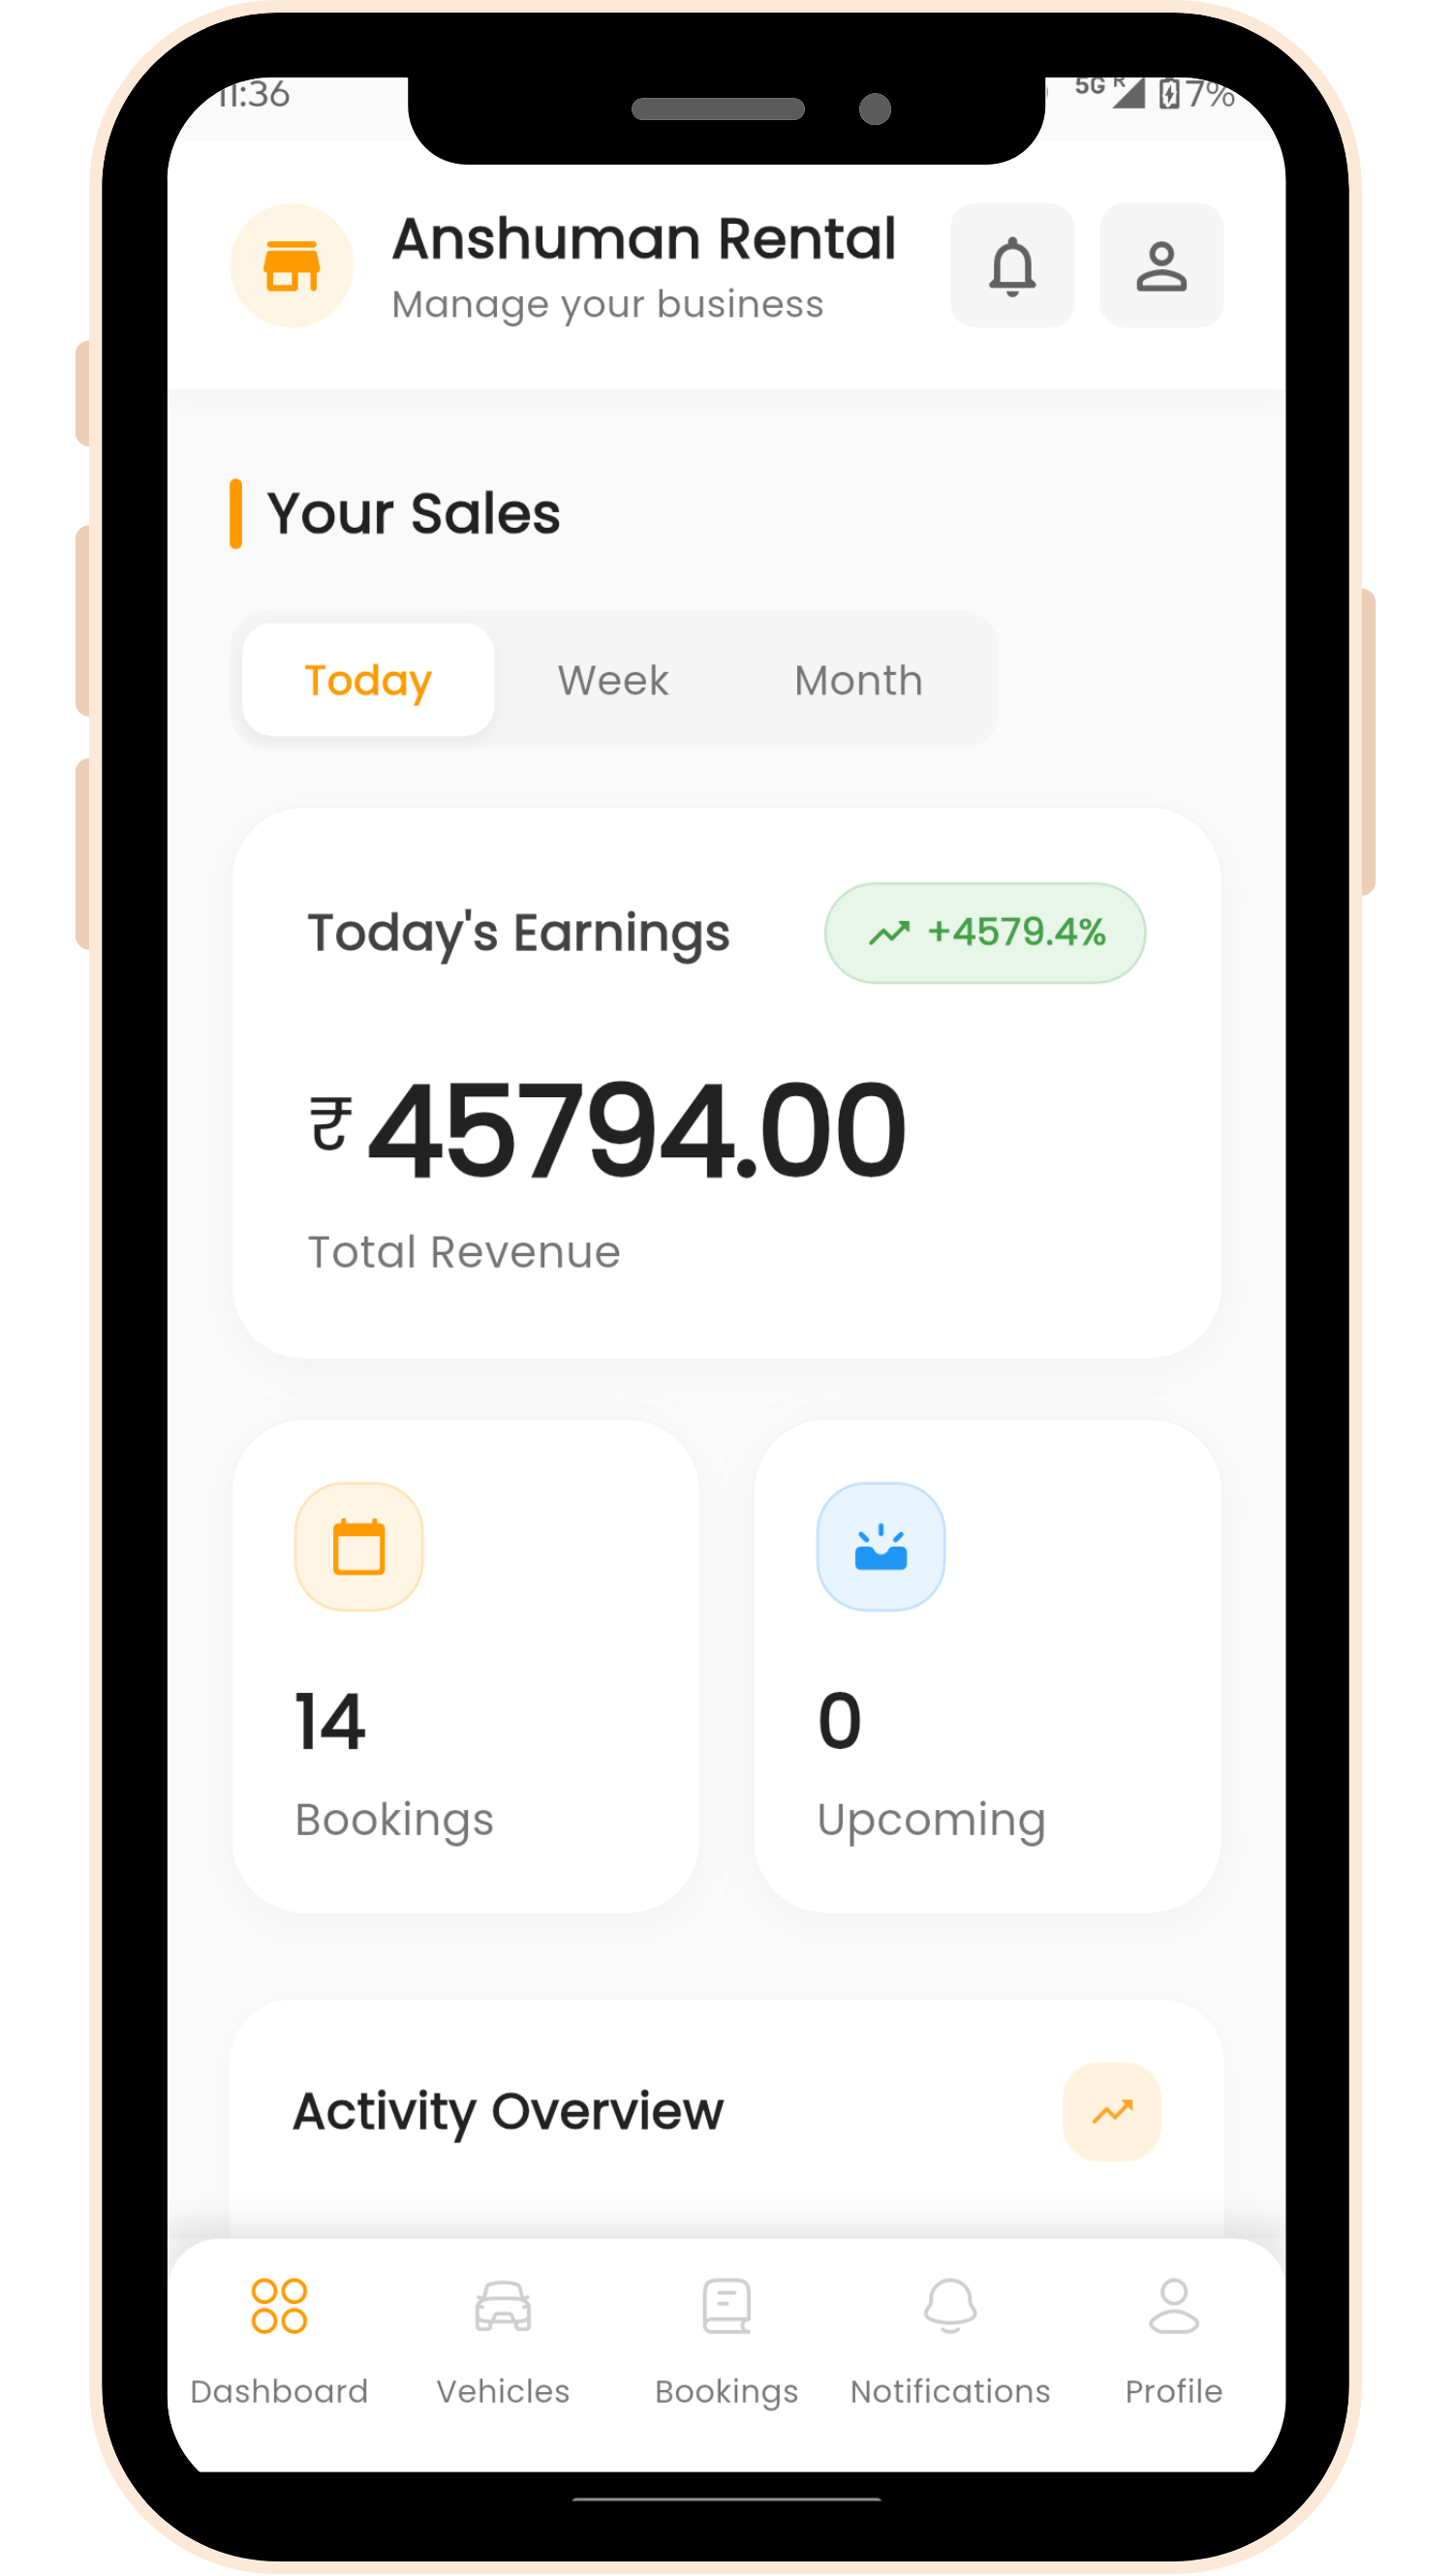 11:36
5G R 7%
Anshuman Rental
Manage your business
Your Sales
Today Week Month
Today's Earnings +4579.4%
₹45794.00
Total Revenue
14 0
Bookings Upcoming
Activity Overview
Dashboard Vehicles Bookings Notifications Profile